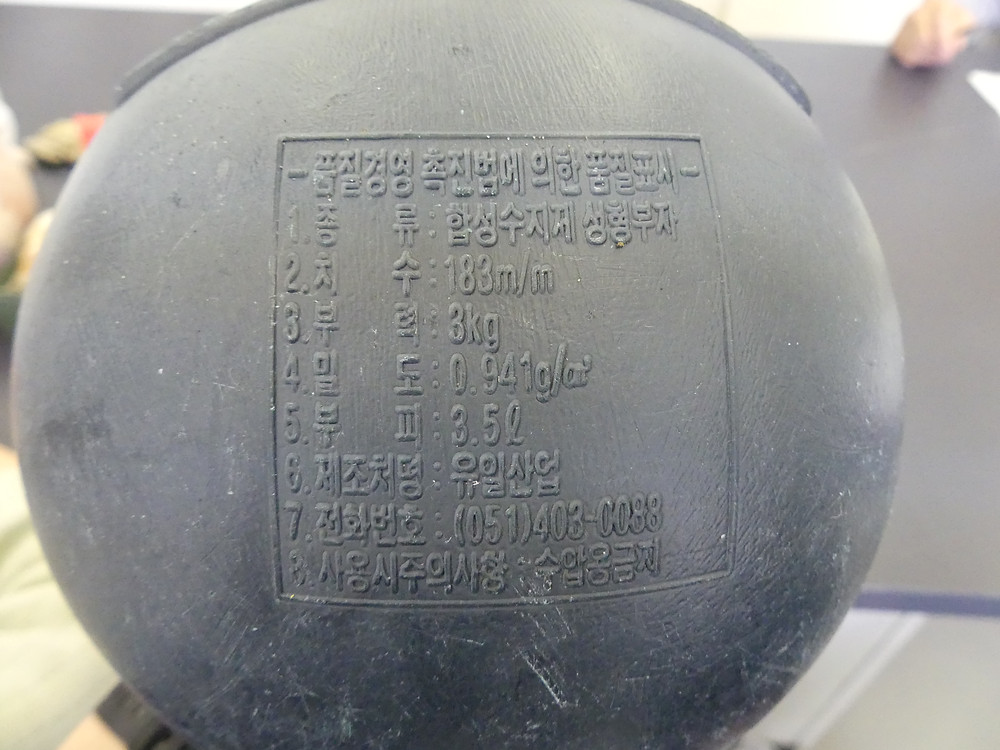 - 품질경영 촉진법에 의한 품질표시 -
1.종 류 : 합성수지제 성형부자
2.치 수 : 183m/m
3.부 력 : 3kg
4.밀 도 : 0.941g/㎤
5.부 피 : 3.5ℓ
6.제조처명 : 유일산업
7.전화번호 : (051)403-0088
8.사용시주의사항 : 수압용금지